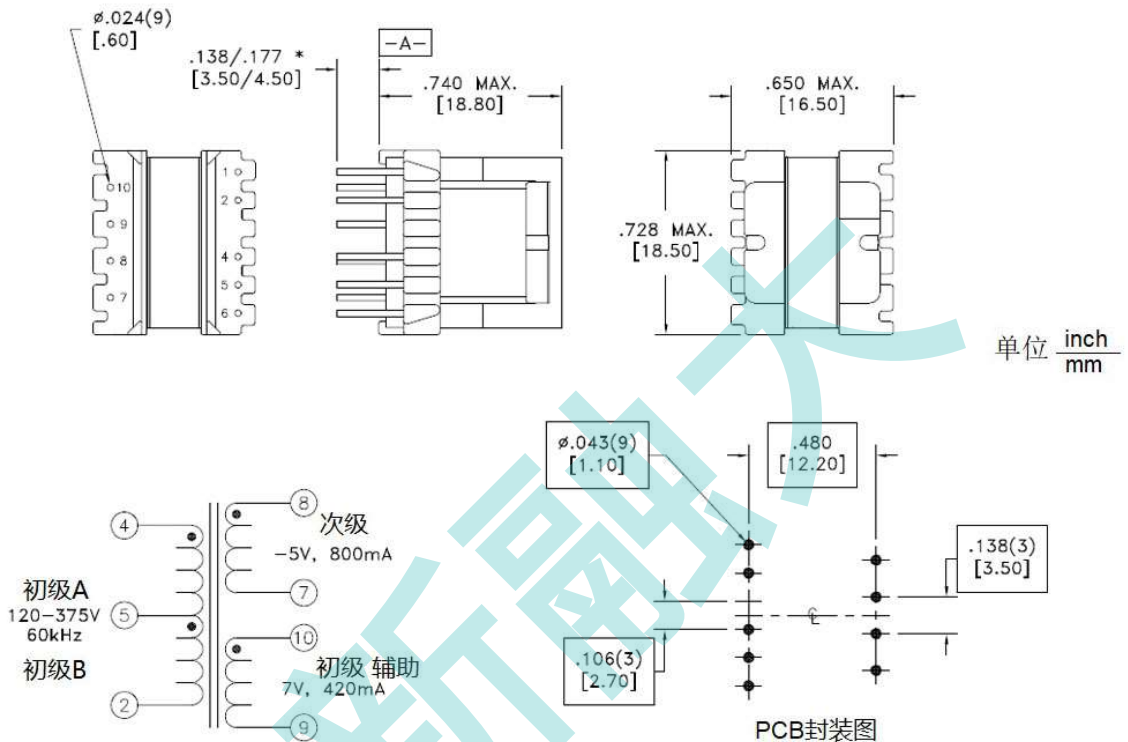 ø.024(9)
[.60]
.138/.177 *
[3.50/4.50]
-A-
.740 MAX.
[18.80]
.650 MAX.
[16.50]
10
9
8
7
1
2
4
5
6
.728 MAX.
[18.50]
单位 inch
mm
4
初级A
120-375V
60kHz
5
初级B
2
8
次级
-5V, 800mA
7
10
初级 辅助
7V, 420mA
9
ø.043(9)
[1.10]
.480
[12.20]
.138(3)
[3.50]
.106(3)
[2.70]
℄
PCB封装图
新融大